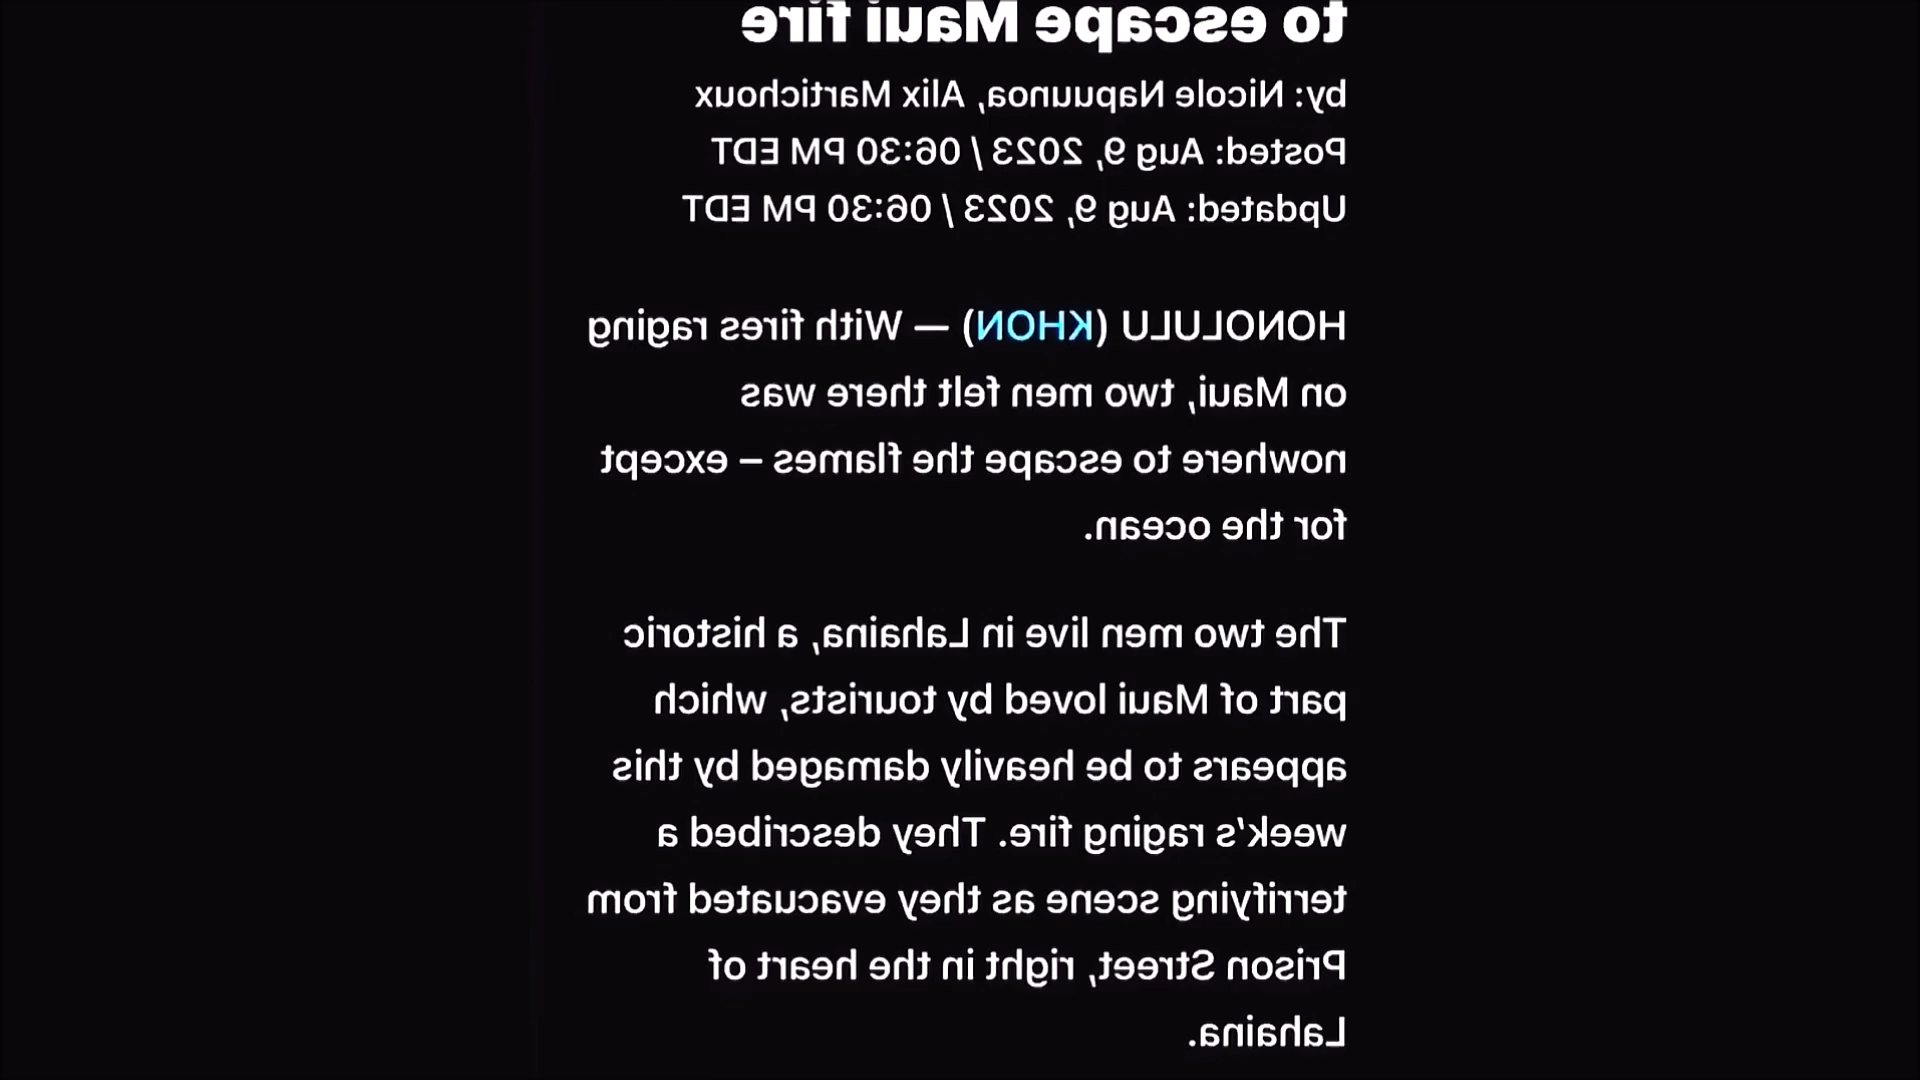 to escape Maui fire
by: Nicole Napuunoa, Alix Martichoux
Posted: Aug 9, 2023 / 06:30 PM EDT
Updated: Aug 9, 2023 / 06:30 PM EDT
HONOLULU (KHON) — With fires raging
on Maui, two men felt there was
nowhere to escape the flames – except
for the ocean.
The two men live in Lahaina, a historic
part of Maui loved by tourists, which
appears to be heavily damaged by this
week's raging fire. They described a
terrifying scene as they evacuated from
Prison Street, right in the heart of
Lahaina.